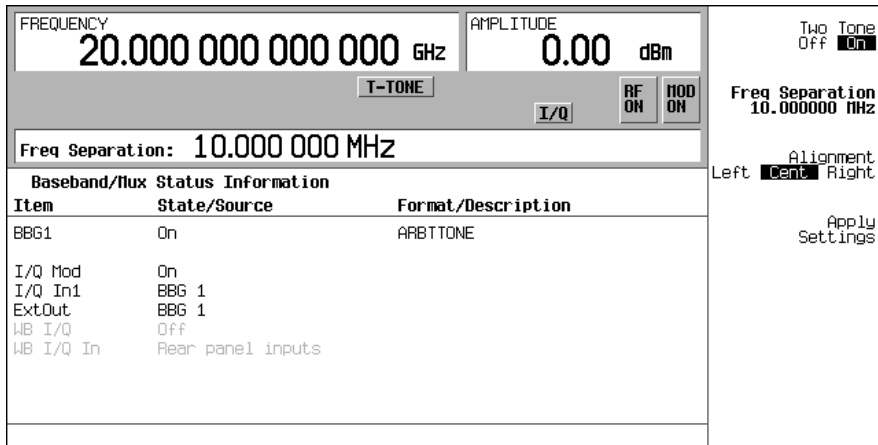 FREQUENCY
20.000 000 000 000 GHz
AMPLITUDE
0.00 dBm
T-TONE
I/Q
RF ON
MOD ON
Freq Separation: 10.000 000 MHz
Baseband/Mux Status Information
Item State/Source Format/Description
BBG1 On ARBTTONE
I/Q Mod On
I/Q In1 BBG 1
ExtOut BBG 1
WB I/Q Off
WB I/Q In Rear panel inputs
Two Tone
Off On
Freq Separation
10.000000 MHz
Alignment
Left Cent Right
Apply
Settings